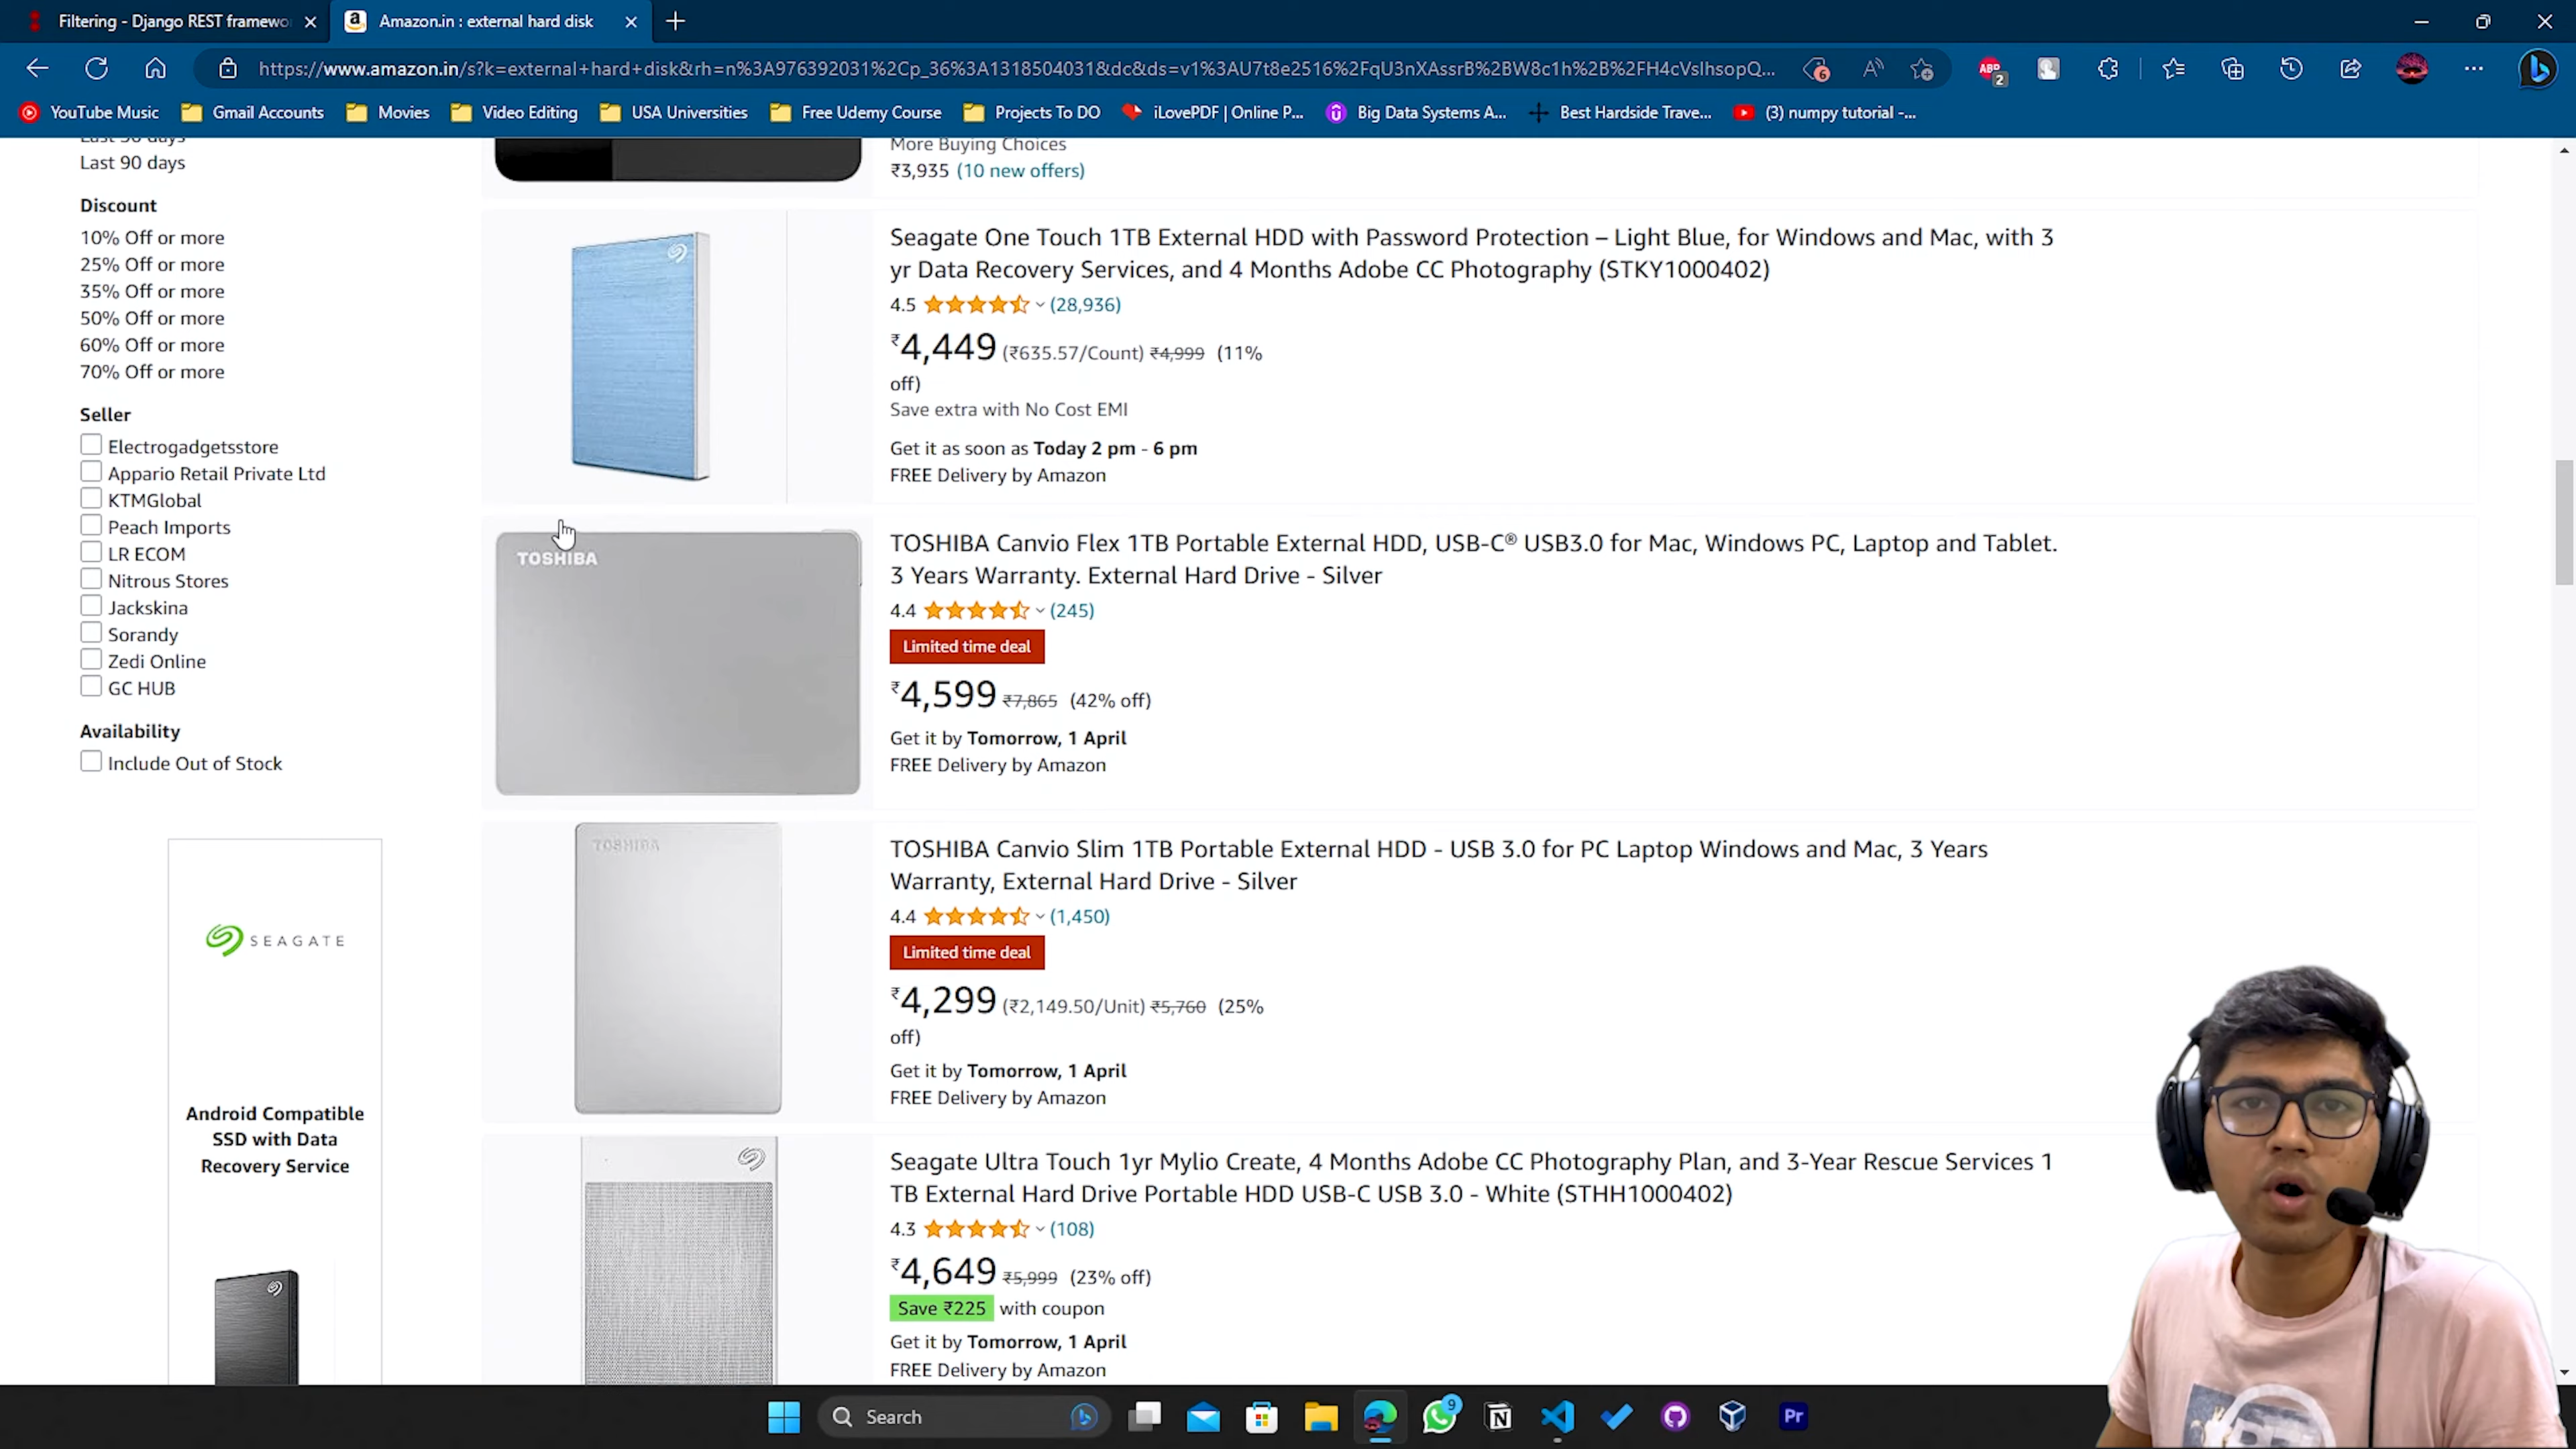 Filtering - Django REST framewo
Amazon.in : external hard disk
https://www.amazon.in/s?k=external+hard+disk&rh=n%3A976392031%2Cp_36%3A1318504031&dc&ds=v1%3AU7t8e2516%2FqU3nXAssrB%2BW8c1h%2B%2FH4cVsIhsopQ...
6
ABP
2
YouTube Music
Gmail Accounts
Movies
Video Editing
USA Universities
Free Udemy Course
Projects To DO
iLovePDF | Online P...
Big Data Systems A...
Best Hardside Trave...
(3) numpy tutorial -...
Last 90 days
Discount
10% Off or more
25% Off or more
35% Off or more
50% Off or more
60% Off or more
70% Off or more
Seller
Electrogadgetsstore
Appario Retail Private Ltd
KTMGlobal
Peach Imports
LR ECOM
Nitrous Stores
Jackskina
Sorandy
Zedi Online
GC HUB
Availability
Include Out of Stock
SEAGATE
Android Compatible
SSD with Data
Recovery Service
More Buying Choices
₹3,935 (10 new offers)
Seagate One Touch 1TB External HDD with Password Protection – Light Blue, for Windows and Mac, with 3
yr Data Recovery Services, and 4 Months Adobe CC Photography (STKY1000402)
4.5 (28,936)
₹4,449 (₹635.57/Count) ₹4,999 (11%
off)
Save extra with No Cost EMI
Get it as soon as Today 2 pm - 6 pm
FREE Delivery by Amazon
TOSHIBA
TOSHIBA Canvio Flex 1TB Portable External HDD, USB-C® USB3.0 for Mac, Windows PC, Laptop and Tablet.
3 Years Warranty. External Hard Drive - Silver
4.4 (245)
Limited time deal
₹4,599 ₹7,865 (42% off)
Get it by Tomorrow, 1 April
FREE Delivery by Amazon
TOSHIBA
TOSHIBA Canvio Slim 1TB Portable External HDD - USB 3.0 for PC Laptop Windows and Mac, 3 Years
Warranty, External Hard Drive - Silver
4.4 (1,450)
Limited time deal
₹4,299 (₹2,149.50/Unit) ₹5,760 (25%
off)
Get it by Tomorrow, 1 April
FREE Delivery by Amazon
Seagate Ultra Touch 1yr Mylio Create, 4 Months Adobe CC Photography Plan, and 3-Year Rescue Services 1
TB External Hard Drive Portable HDD USB-C USB 3.0 - White (STHH1000402)
4.3 (108)
₹4,649 ₹5,999 (23% off)
Save ₹225 with coupon
Get it by Tomorrow, 1 April
FREE Delivery by Amazon
Search
9
Pr